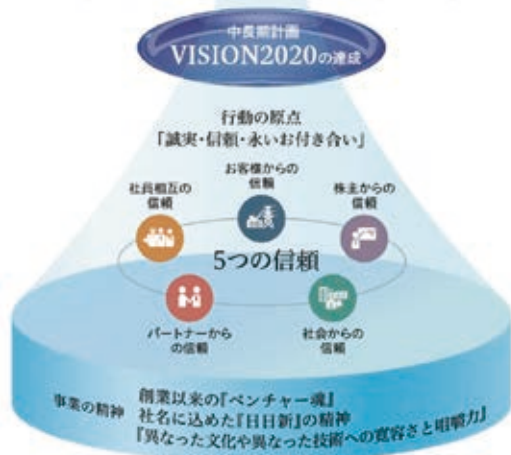 中長期計画
VISION2020の達成
行動の原点
「誠実・信頼・永いお付き合い」
お客様からの
信頼
社員相互の
信頼
株主からの
信頼
5つの信頼
パートナーから
の信頼
社会からの
信頼
事業の精神
創業以来の『ベンチャー魂』
社名に込めた『日日新』の精神
『異なった文化や異なった技術への寛容さと咀嚼力』